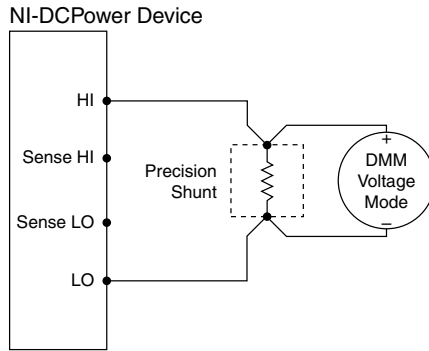 NI-DCPower Device
HI
Sense HI
Sense LO
LO
Precision
Shunt
+
DMM
Voltage
Mode
–